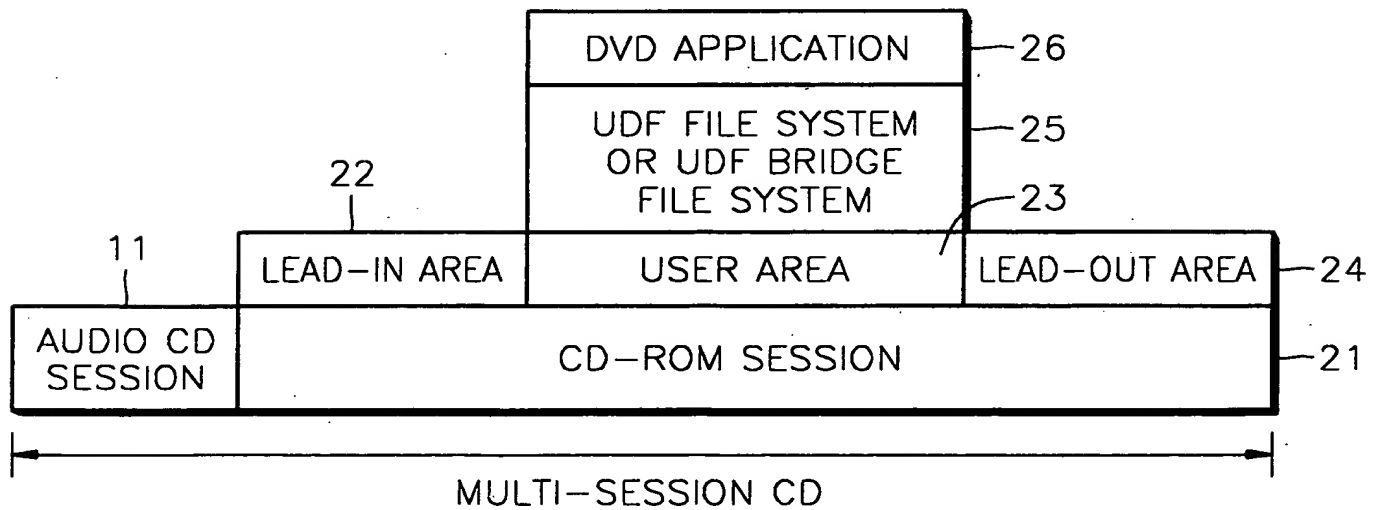 DVD APPLICATION
26
UDF FILE SYSTEM
OR UDF BRIDGE
FILE SYSTEM
25
22
23
11
LEAD-IN AREA
USER AREA
LEAD-OUT AREA
24
AUDIO CD
SESSION
CD-ROM SESSION
21
MULTI-SESSION CD